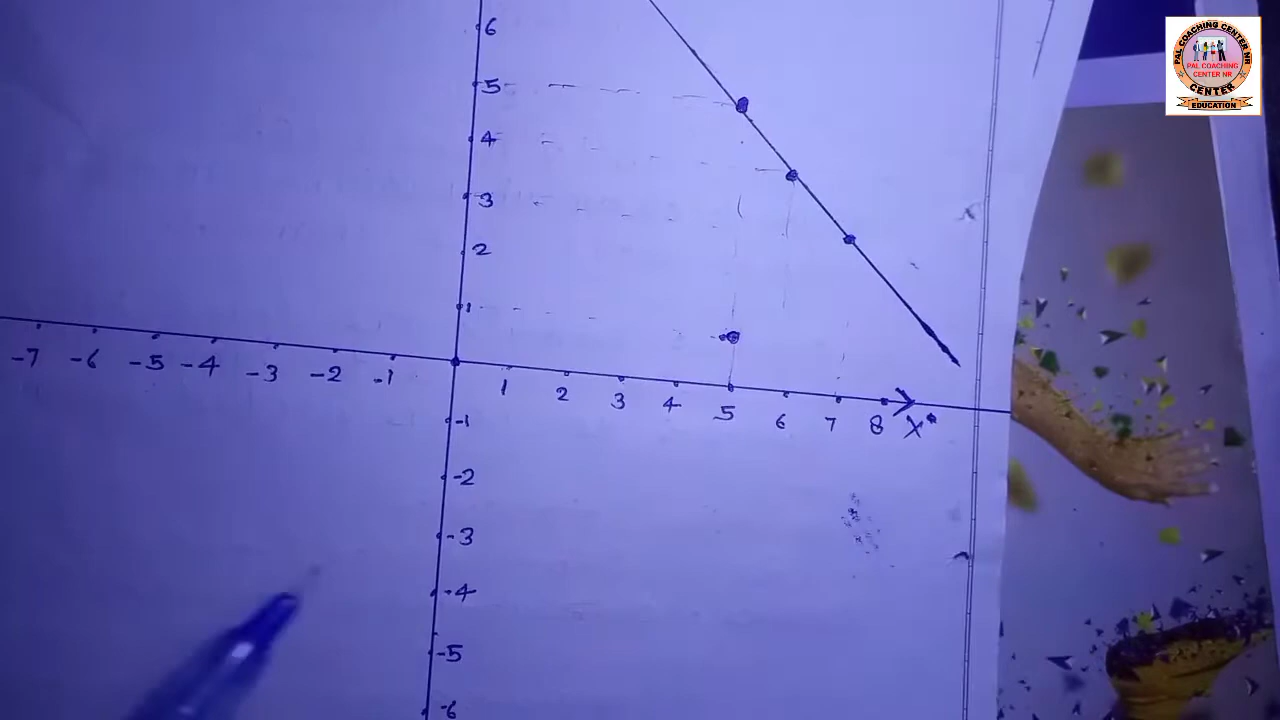 6
5
4
3
2
1
-7 -6 -5 -4 -3 -2 -1 1 2 3 4 5 6 7 8 X
-1
-2
-3
-4
-5
-6
PAL COACHING CENTER NR
PAL COACHING
CENTER NR
CENTER
EDUCATION